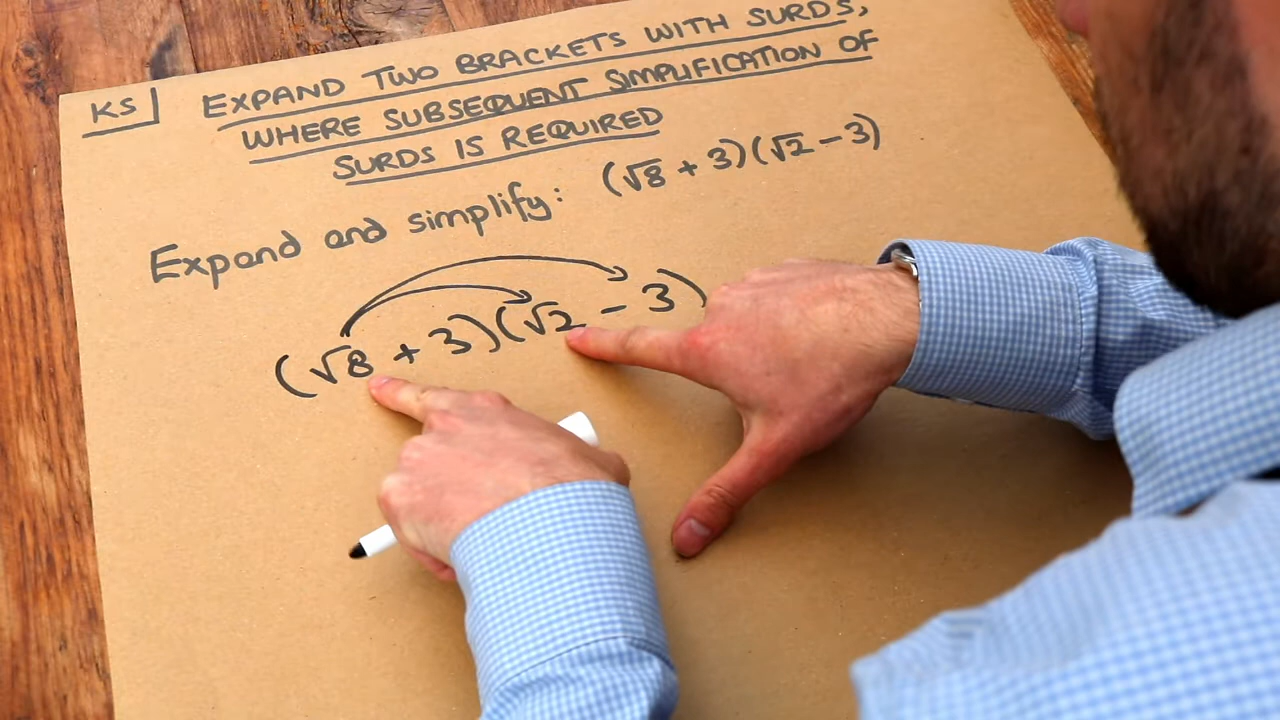 KS
EXPAND TWO BRACKETS WITH SURDS,
WHERE SUBSEQUENT SIMPLIFICATION OF
SURDS IS REQUIRED
Expand and simplify: (√8 + 3)(√2 - 3)
(√8 + 3)(√2 - 3)